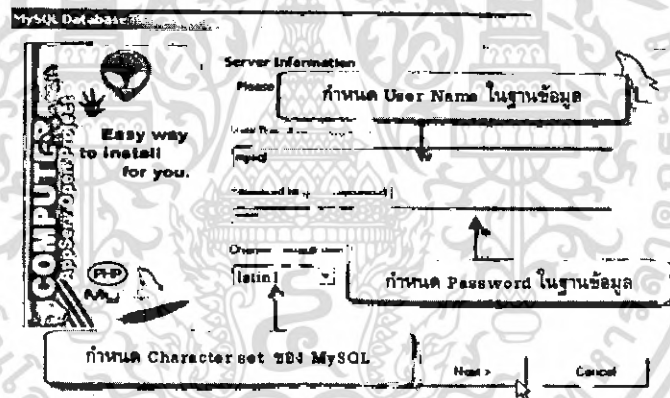 MySQL Database
Server Information
Please
กำหนด User Name ในฐานข้อมูล
Easy way
to install
for you.
mysql
COMPUTER
AppServ Open Project
PHP
latin1
กำหนด Password ในฐานข้อมูล
กำหนด Character set ของ MySQL
Next >
Cancel